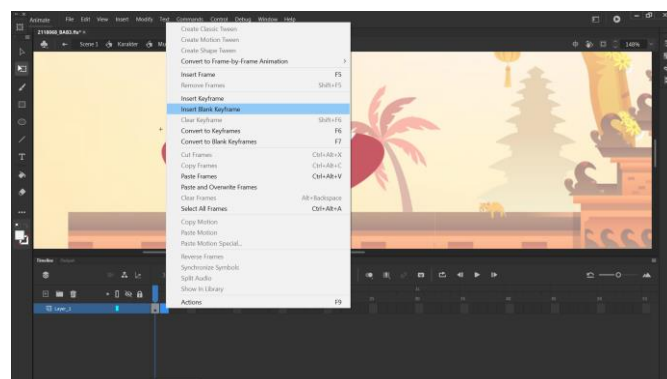 Animate File Edit View Insert Modify Text Commands Control Debug Window Help
2118068_BAB3.fla* ×
Scene 1 Karakter Mu
148%
Create Classic Tween
Create Motion Tween
Create Shape Tween
Convert to Frame-by-Frame Animation
Insert Frame F5
Remove Frames Shift+F5
Insert Keyframe
Insert Blank Keyframe
Clear Keyframe Shift+F6
Convert to Keyframes F6
Convert to Blank Keyframes F7
Cut Frames Ctrl+Alt+X
Copy Frames Ctrl+Alt+C
Paste Frames Ctrl+Alt+V
Paste and Overwrite Frames
Clear Frames Alt+Backspace
Select All Frames Ctrl+Alt+A
Copy Motion
Paste Motion
Paste Motion Special...
Reverse Frames
Synchronize Symbols
Split Audio
Show In Library
Actions F9
Timeline Output
Layer_1